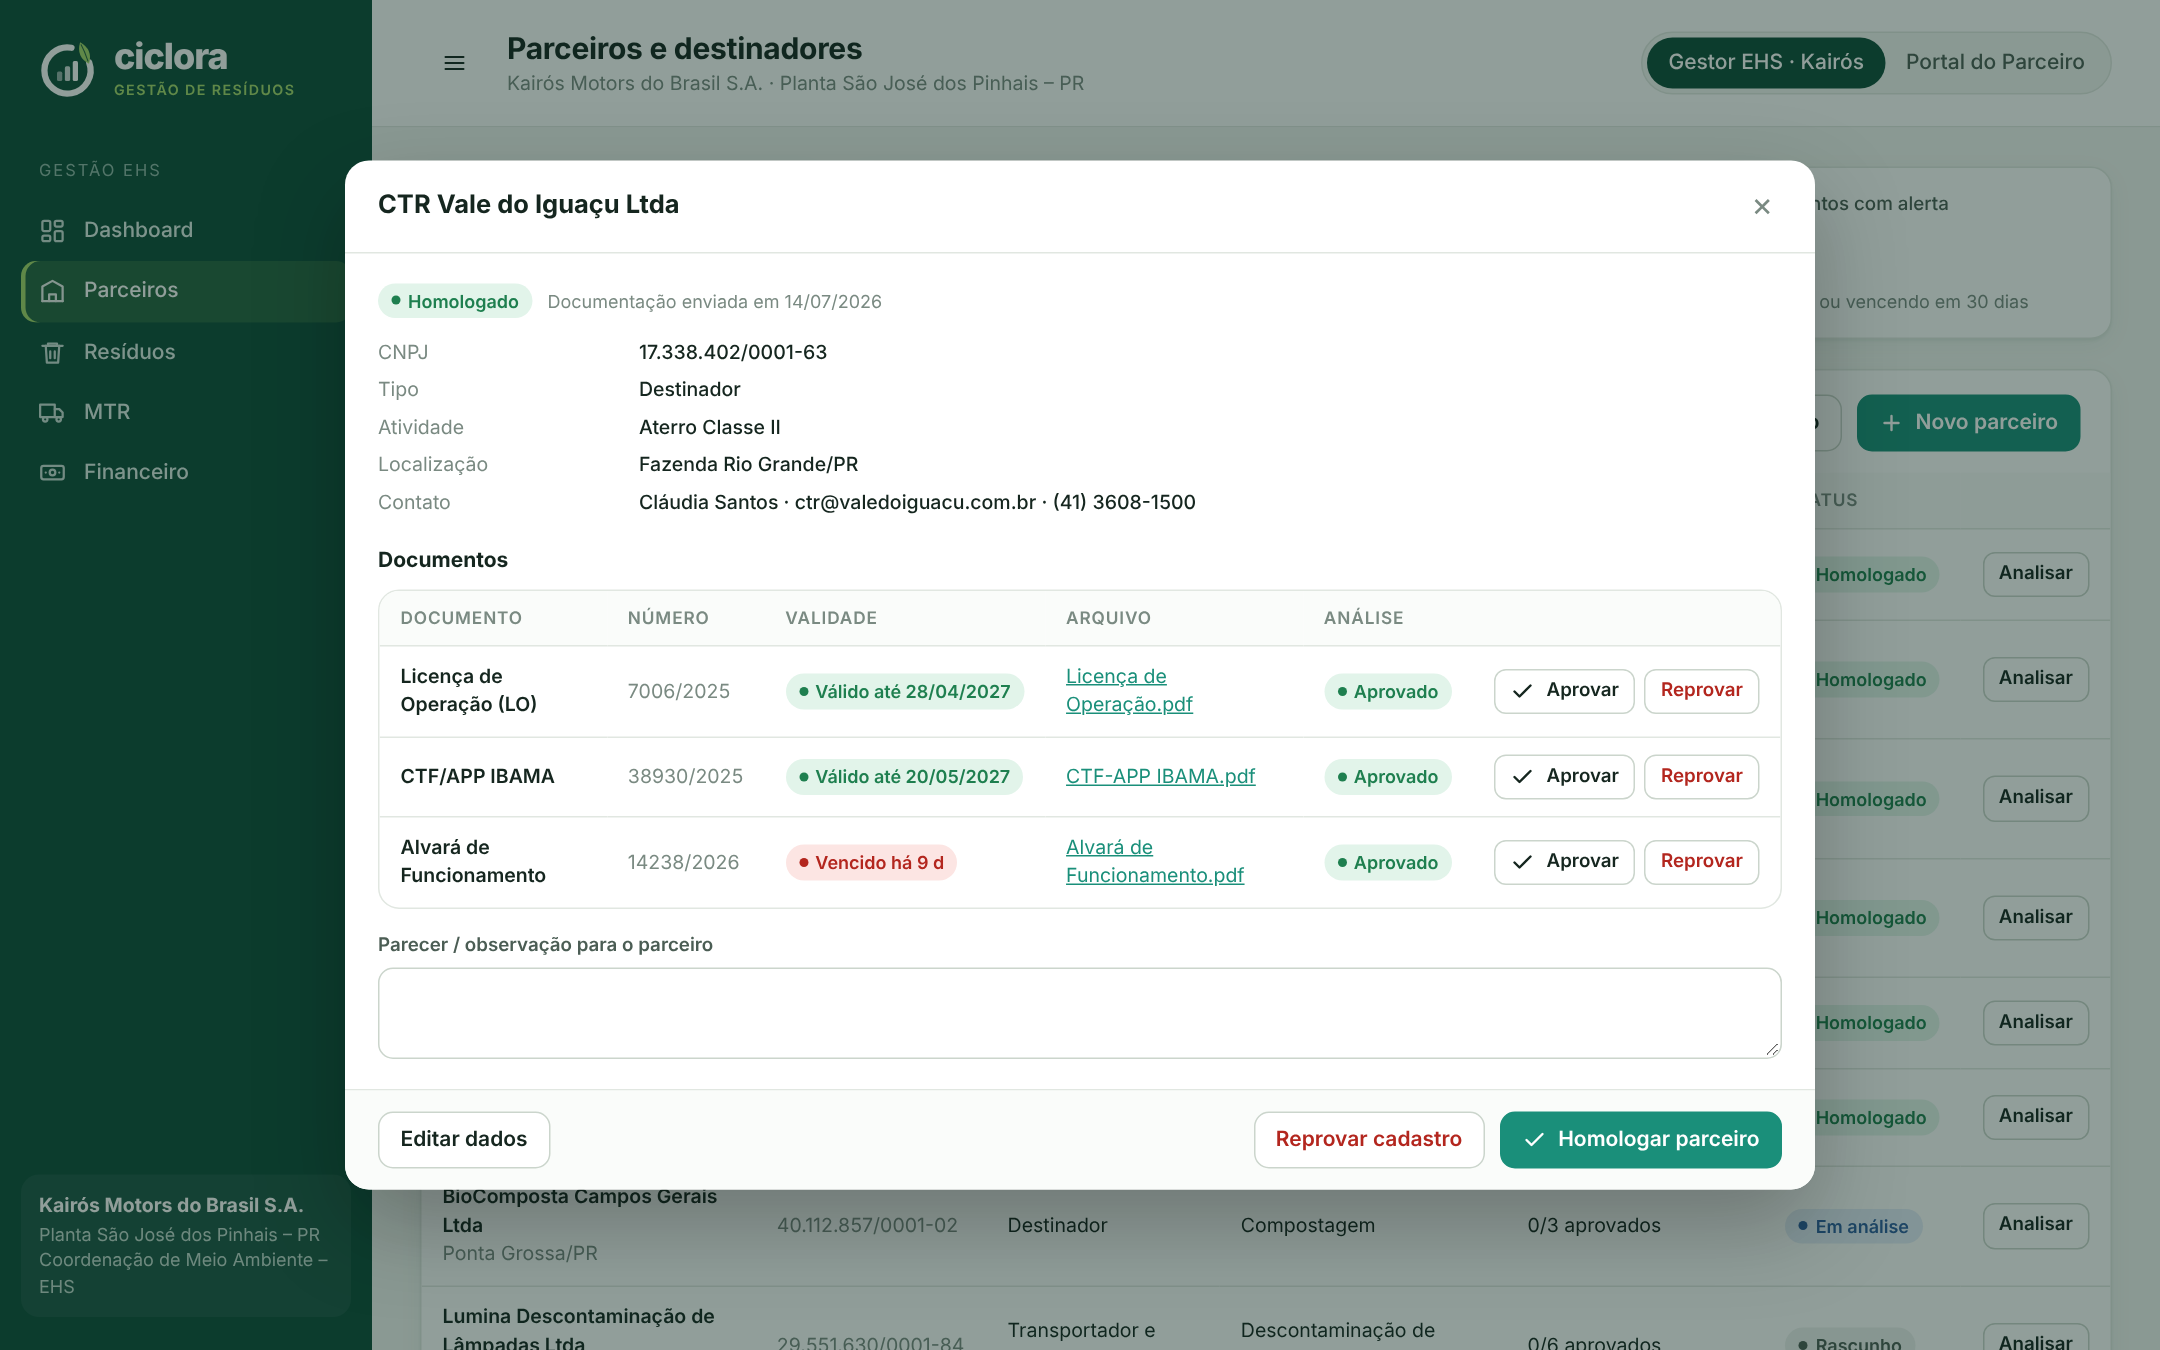 ciclora
GESTÃO DE RESÍDUOS
GESTÃO EHS
Dashboard
Parceiros
Resíduos
MTR
Financeiro
Kairós Motors do Brasil S.A.
Planta São José dos Pinhais – PR
Coordenação de Meio Ambiente –
EHS
Parceiros e destinadores
Kairós Motors do Brasil S.A. · Planta São José dos Pinhais – PR
Gestor EHS · Kairós
Portal do Parceiro
com alerta
ou vencendo em 30 dias
Novo parceiro
CTR Vale do Iguaçu Ltda
Homologado
Documentação enviada em 14/07/2026
CNPJ 17.338.402/0001-63
Tipo Destinador
Atividade Aterro Classe II
Localização Fazenda Rio Grande/PR
Contato Cláudia Santos · ctr@valedoiguacu.com.br · (41) 3608-1500
Documentos
DOCUMENTO NÚMERO VALIDADE ARQUIVO ANÁLISE
Licença de
Operação (LO)
7006/2025
Válido até 28/04/2027
Licença de
Operação.pdf
Aprovado
Aprovar
Reprovar
CTF/APP IBAMA
38930/2025
Válido até 20/05/2027
CTF-APP IBAMA.pdf
Aprovado
Aprovar
Reprovar
Alvará de
Funcionamento
14238/2026
Vencido há 9 d
Alvará de
Funcionamento.pdf
Aprovado
Aprovar
Reprovar
Parecer / observação para o parceiro
Editar dados
Reprovar cadastro
Homologar parceiro
Homologado
Analisar
Homologado
Analisar
Homologado
Analisar
Homologado
Analisar
Homologado
Analisar
Homologado
Analisar
BioComposta Campos Gerais
Ltda
Ponta Grossa/PR
40.112.857/0001-02
Destinador
Compostagem
0/3 aprovados
Em análise
Analisar
Lumina Descontaminação de
Lâmpadas Ltda
29.551.630/0001-84
Transportador e
Descontaminação de
0/6 aprovados
Rascunho
Analisar